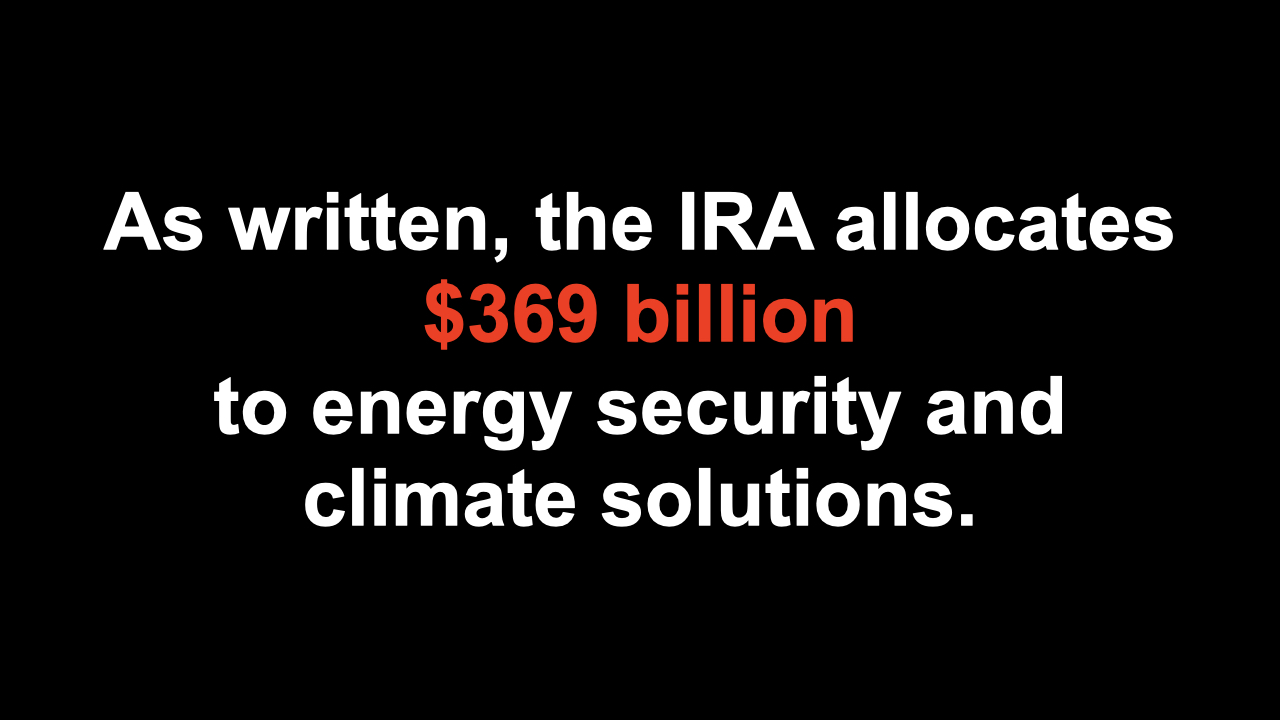 As written, the IRA allocates
$369 billion
to energy security and
climate solutions.